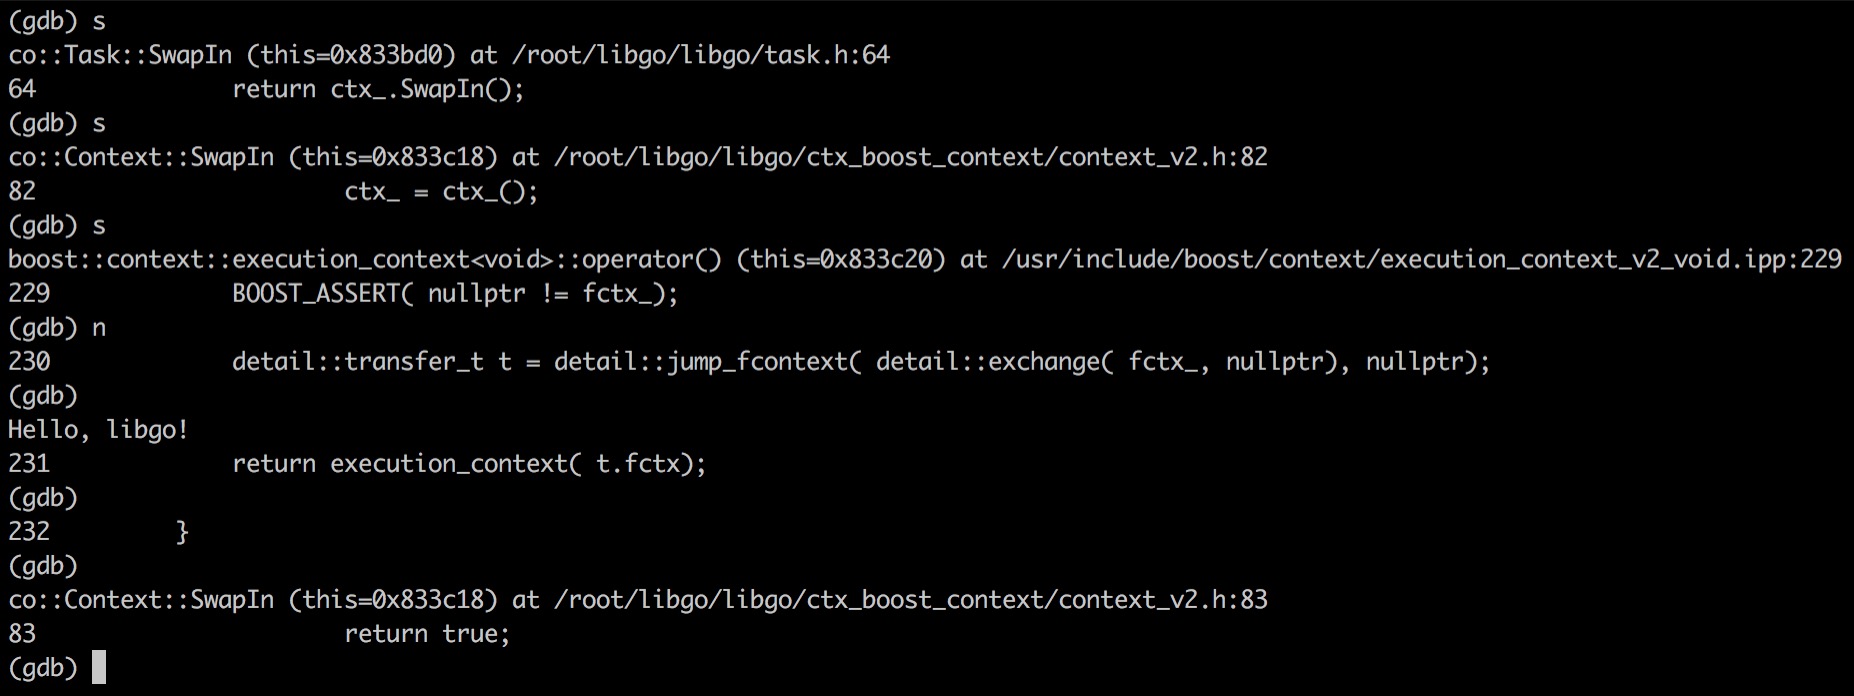 (gdb) s
co::Task::SwapIn (this=0x833bd0) at /root/libgo/libgo/task.h:64
64              return ctx_.SwapIn();
(gdb) s
co::Context::SwapIn (this=0x833c18) at /root/libgo/libgo/ctx_boost_context/context_v2.h:82
82                      ctx_ = ctx_();
(gdb) s
boost::context::execution_context<void>::operator() (this=0x833c20) at /usr/include/boost/context/execution_context_v2_void.ipp:229
229             BOOST_ASSERT( nullptr != fctx_);
(gdb) n
230             detail::transfer_t t = detail::jump_fcontext( detail::exchange( fctx_, nullptr), nullptr);
(gdb)
Hello, libgo!
231             return execution_context( t.fctx);
(gdb)
232         }
(gdb)
co::Context::SwapIn (this=0x833c18) at /root/libgo/libgo/ctx_boost_context/context_v2.h:83
83                      return true;
(gdb)